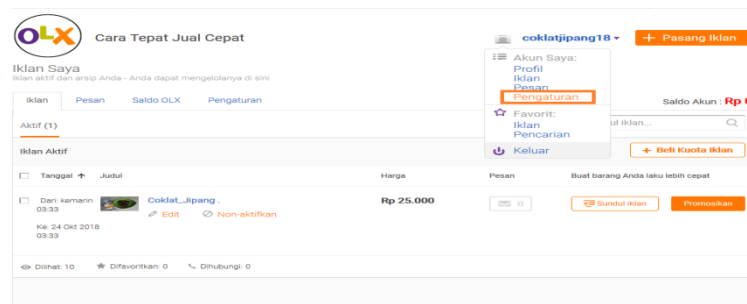 OLX
Cara Tepat Jual Cepat
coklatjipang18
+ Pasang Iklan
Iklan Saya
Iklan aktif dan arsip Anda - Anda dapat mengelolanya di sini
Akun Saya:
Profil
Iklan
Pesan
Pengaturan
Favorit:
Iklan
Pencarian
Keluar
Iklan Pesan Saldo OLX Pengaturan
Saldo Akun : Rp
Aktif (1)
iklan...
Iklan Aktif
+ Beli Kuota Iklan
Tanggal Judul Harga Pesan Buat barang Anda laku lebih cepat
Dari: kemarin
03:33
Ke: 24 Okt 2018
03:33
Coklat_Jipang .
Edit Non-aktifkan
Rp 25.000
0
Sundul iklan
Promosikan
Dilihat: 10 Difavoritkan: 0 Dihubungi: 0